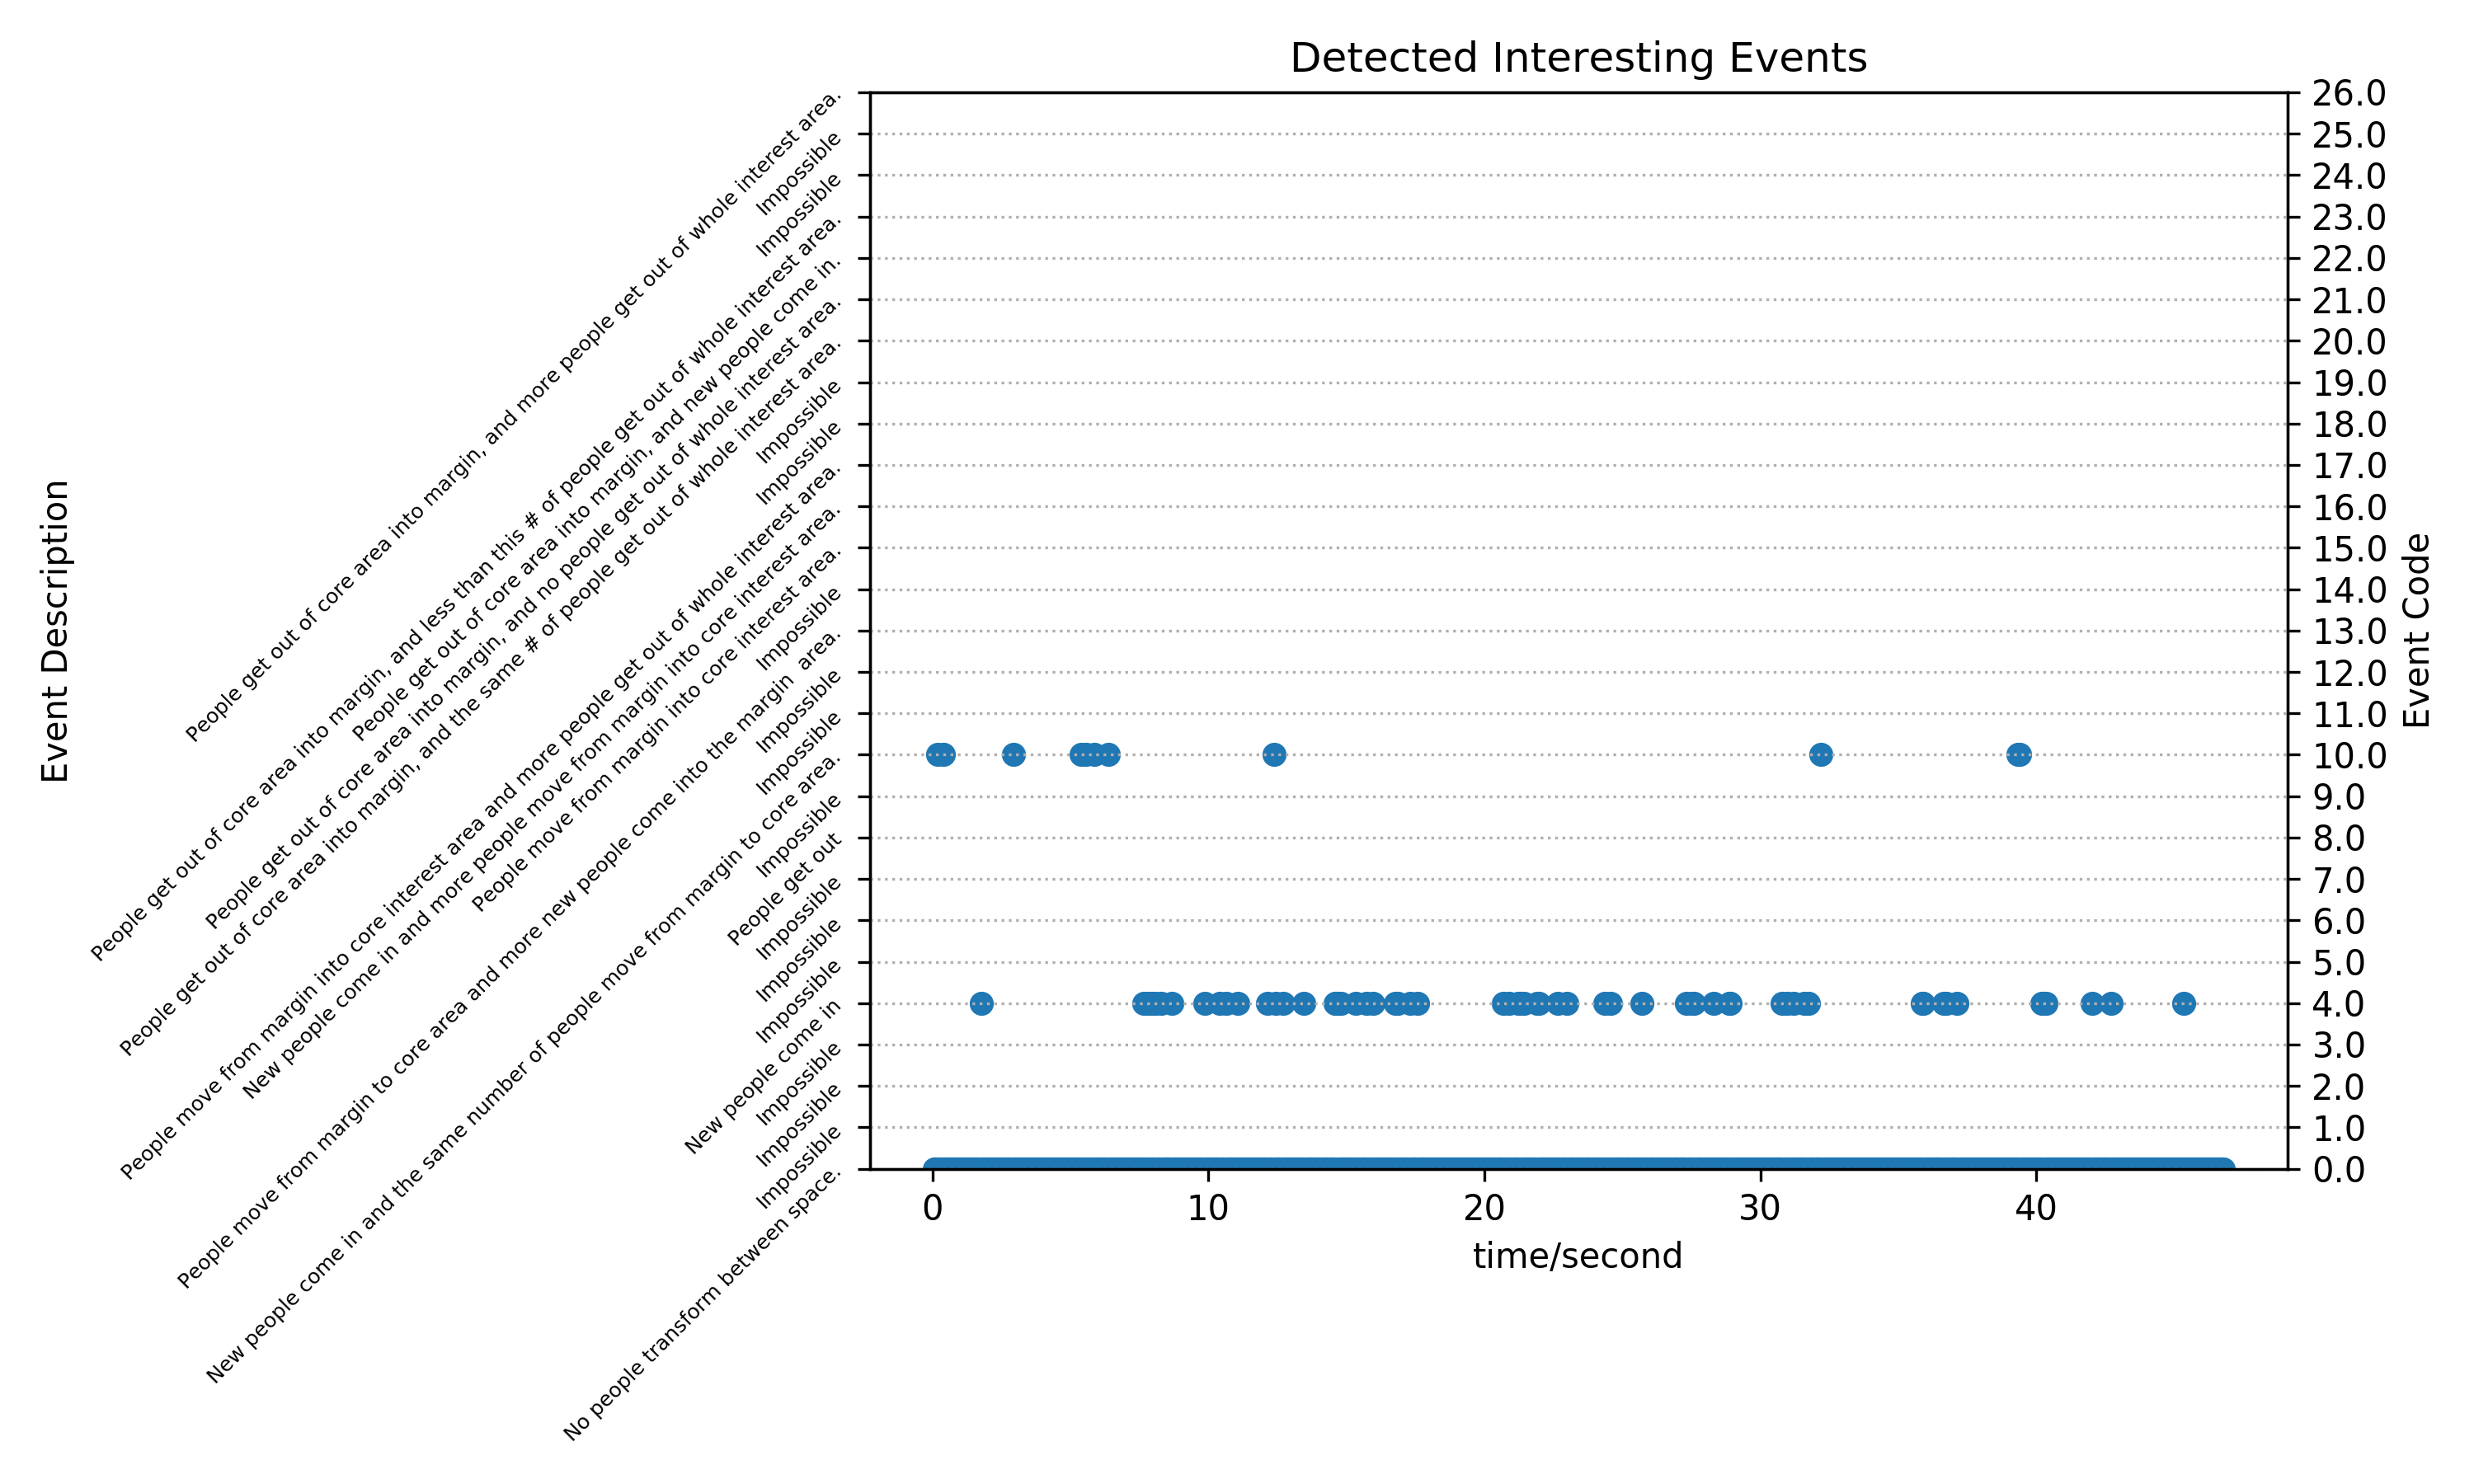 Detected Interesting Events
Event Description
People get out of core area into margin, and more people get out of whole interest area.
Impossible
Impossible
People get out of core area into margin, and less than this # of people get out of whole interest area.
People get out of core area into margin, and new people come in.
People get out of core area into margin, and no people get out of whole interest area.
People get out of core area into margin, and the same # of people get out of whole interest area.
Impossible
Impossible
People move from margin into core interest area and more people get out of whole interest area.
New people come in and more people move from margin into core interest area.
People move from margin into core interest area.
Impossible
People move from margin to core area and more new people come into the margin  area.
Impossible
Impossible
New people come in and the same number of people move from margin to core area.
Impossible
People get out
Impossible
Impossible
Impossible
New people come in
Impossible
Impossible
Impossible
No people transform between space.
26.0
25.0
24.0
23.0
22.0
21.0
20.0
19.0
18.0
17.0
16.0
15.0
14.0
13.0
12.0
11.0
10.0
9.0
8.0
7.0
6.0
5.0
4.0
3.0
2.0
1.0
0.0
Event Code
0 10 20 30 40
time/second